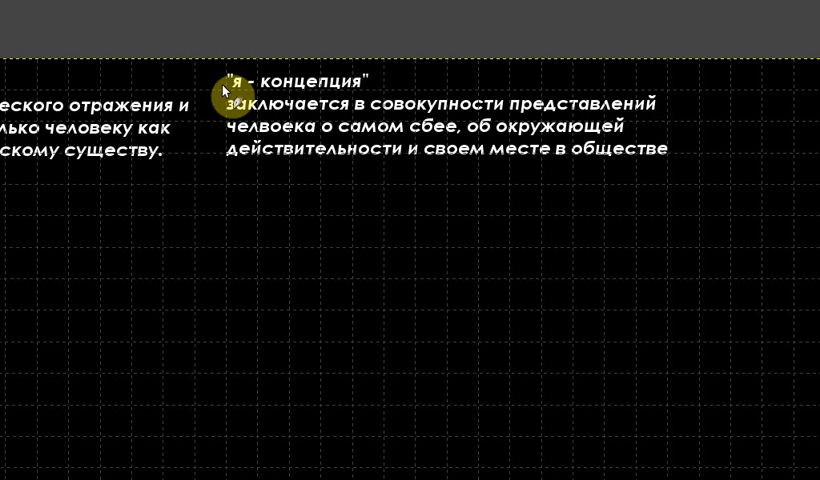 "я - концепция"
заключается в совокупности представлений
челвоека о самом сбее, об окружающей
действительности и своем месте в обществе
еского отражения и
лько человеку как
скому существу.